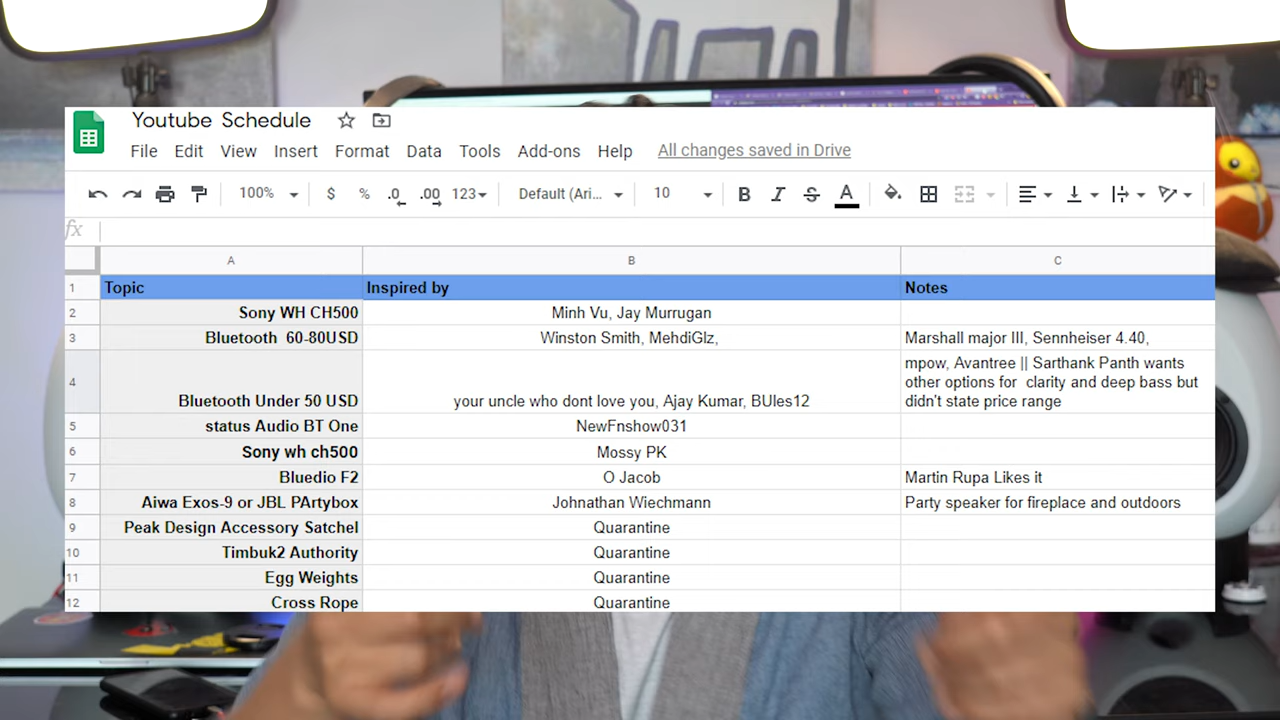 Youtube Schedule
File Edit View Insert Format Data Tools Add-ons Help All changes saved in Drive
100% $ % .0 .00 123 Default (Ari... 10 B I S A
fx
A B C
1 Topic Inspired by Notes
2 Sony WH CH500 Minh Vu, Jay Murrugan
3 Bluetooth 60-80USD Winston Smith, MehdiGlz, Marshall major III, Sennheiser 4.40,
mpow, Avantree || Sarthank Panth wants
4 other options for clarity and deep bass but
Bluetooth Under 50 USD your uncle who dont love you, Ajay Kumar, BUles12 didn't state price range
5 status Audio BT One NewFnshow031
6 Sony wh ch500 Mossy PK
7 Bluedio F2 O Jacob Martin Rupa Likes it
8 Aiwa Exos-9 or JBL PArtybox Johnathan Wiechmann Party speaker for fireplace and outdoors
9 Peak Design Accessory Satchel Quarantine
10 Timbuk2 Authority Quarantine
11 Egg Weights Quarantine
12 Cross Rope Quarantine